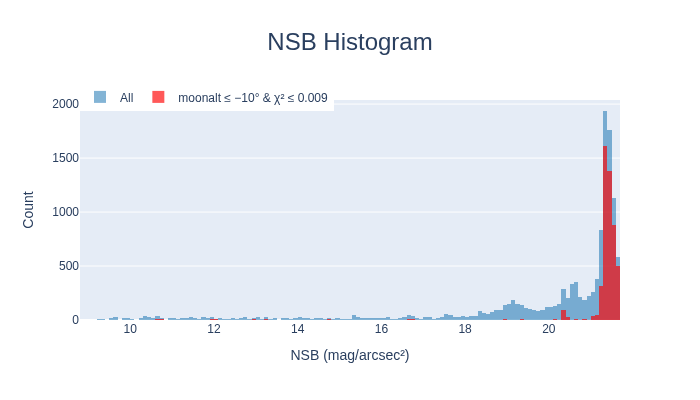 NSB Histogram
All
moonalt ≤ −10° & χ² ≤ 0.009
2000
1500
1000
500
0
Count
10 12 14 16 18 20
NSB (mag/arcsec²)